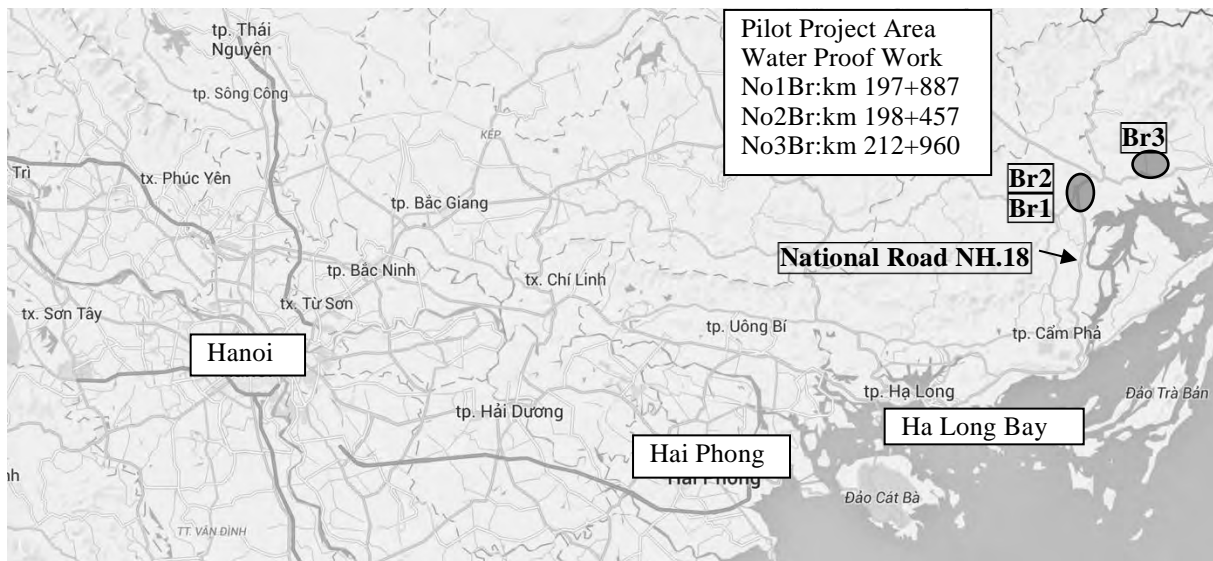 tp. Thái
Nguyên
Pilot Project Area
Water Proof Work
No1Br:km 197+887
No2Br:km 198+457
No3Br:km 212+960
tp. Sông Công
KÉP
Br3
Trì
tx. Phúc Yên
Br2
Br1
tp. Bắc Giang
National Road NH.18
tp. Bắc Ninh
tx. Chí Linh
tx. Từ Sơn
tx. Sơn Tây
tp. Uông Bí
tp. Cẩm Phả
Hanoi
tp. Hạ Long
Đảo Trà Bản
tp. Hải Dương
Ha Long Bay
Hai Phong
Đảo Cát Bà
nh
TT. VÂN ĐÌNH